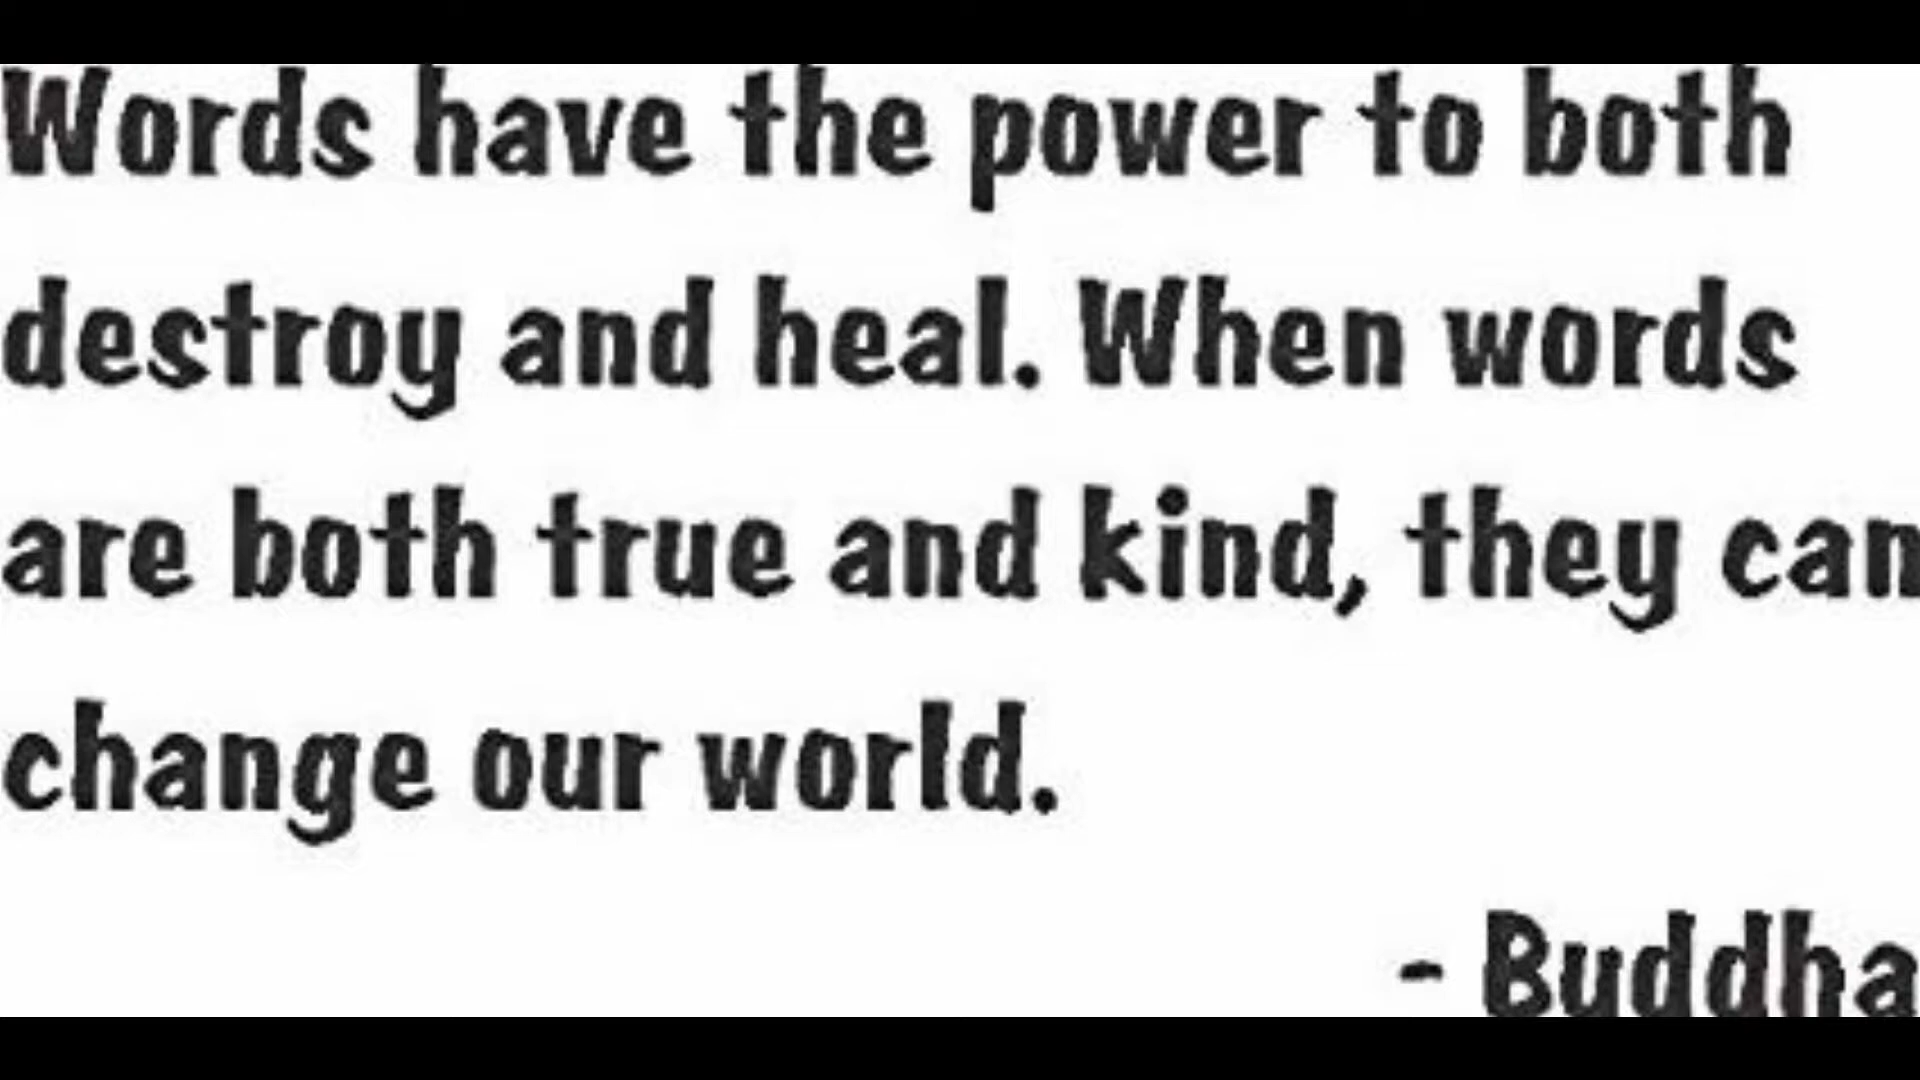 Words have the power to both
destroy and heal. When words
are both true and kind, they can
change our world.
- Buddha